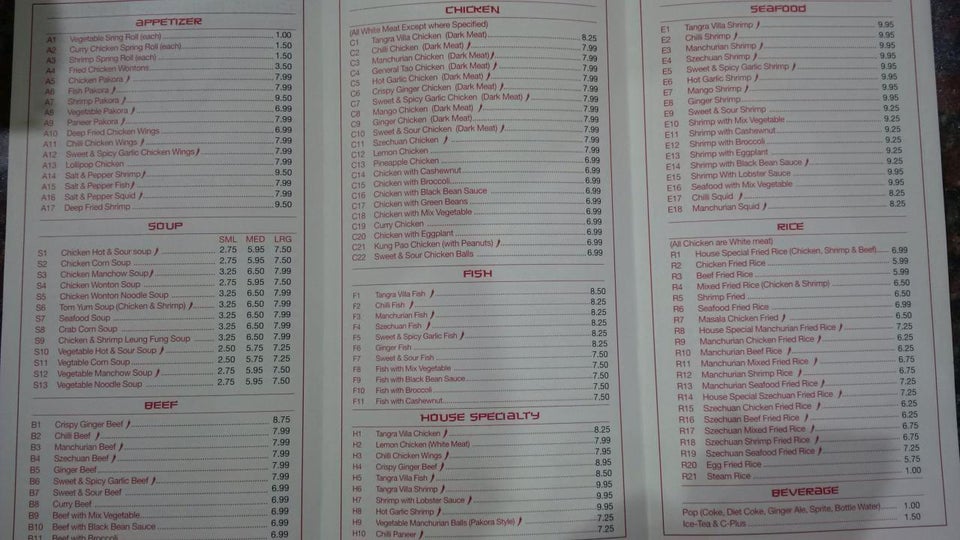 APPETIZER
A1 Vegetable Sring Roll (each) 1.00
A2 Curry Chicken Spring Roll (each) 1.50
A3 Shrimp Spring Roll (each) 1.50
A4 Fried Chicken Wontons 3.50
A5 Chicken Pakora 7.99
A6 Fish Pakora 7.99
A7 Shrimp Pakora 9.50
A8 Vegetable Pakora 6.99
A9 Paneer Pakora 7.99
A10 Deep Fried Chicken Wings 6.99
A11 Chilli Chicken Wings 7.99
A12 Sweet & Spicy Garlic Chicken Wings 7.99
A13 Lollipop Chicken 7.99
A14 Salt & Pepper Shrimp 9.50
A15 Salt & Pepper Fish 7.99
A16 Salt & Pepper Squid 7.99
A17 Deep Fried Shrimp 9.50
SOUP
SML MED LRG
S1 Chicken Hot & Sour soup 2.75 5.95 7.50
S2 Chicken Corn Soup 2.75 5.95 7.50
S3 Chicken Manchow Soup 3.25 6.50 7.50
S4 Chicken Wonton Soup 2.75 5.95 7.50
S5 Chicken Wonton Noodle Soup 3.25 6.50 7.50
S6 Tom Yum Soup (Chicken & Shrimp) 3.25 6.50 7.50
S7 Seafood Soup 3.25 6.50 7.50
S8 Crab Corn Soup 3.25 6.50 7.50
S9 Chicken & Shrimp Leung Fung Soup 3.25 6.50 7.50
S10 Vegetable Hot & Sour Soup 2.50 5.75 7.25
S11 Vegtable Corn Soup 2.50 5.75 7.25
S12 Vegetable Manchow Soup 2.75 5.95 7.50
S13 Vegetable Noodle Soup 2.75 5.95 7.50
BEEF
B1 Crispy Ginger Beef 8.75
B2 Chilli Beef 7.99
B3 Manchurian Beef 7.99
B4 Szechuan Beef 7.99
B5 Ginger Beef 7.99
B6 Sweet & Spicy Garlic Beef 7.99
B7 Sweet & Sour Beef 6.99
B8 Curry Beef 6.99
B9 Beef with Mix Vegetable 6.99
B10 Beef with Black Bean Sauce 6.99
B11 Beef with Broccoli 6.99
CHICKEN
(All White Meat Except where Specified)
C1 Tangra Villa Chicken (Dark Meat) 8.25
C2 Chilli Chicken (Dark Meat) 7.99
C3 Manchurian Chicken (Dark Meat) 7.99
C4 General Tao Chicken (Dark Meat) 7.99
C5 Hot Garlic Chicken (Dark Meat) 7.99
C6 Crispy Ginger Chicken (Dark Meat) 7.99
C7 Sweet & Spicy Garlic Chicken (Dark Meat) 7.99
C8 Mango Chicken (Dark Meat) 7.99
C9 Ginger Chicken (Dark Meat) 7.99
C10 Sweet & Sour Chicken (Dark Meat) 7.99
C11 Szechuan Chicken 7.99
C12 Lemon Chicken 7.99
C13 Pineapple Chicken 6.99
C14 Chicken with Cashewnut 6.99
C15 Chicken with Broccoli 6.99
C16 Chicken with Black Bean Sauce 6.99
C17 Chicken with Green Beans 6.99
C18 Chicken with Mix Vegetable 6.99
C19 Curry Chicken 6.99
C20 Chicken with Eggplant 6.99
C21 Kung Pao Chicken (with Peanuts) 6.99
C22 Sweet & Sour Chicken Balls 6.99
FISH
F1 Tangra Villa Fish 8.50
F2 Chilli Fish 8.25
F3 Manchurian Fish 8.25
F4 Szechuan Fish 8.25
F5 Sweet & Spicy Garlic Fish 8.25
F6 Ginger Fish 8.25
F7 Sweet & Sour Fish 7.50
F8 Fish with Mix Vegetable 7.50
F9 Fish with Black Bean Sauce 7.50
F10 Fish with Broccoli 7.50
F11 Fish with Cashewnut 7.50
HOUSE SPECIALTY
H1 Tangra Villa Chicken 8.25
H2 Lemon Chicken (White Meat) 7.99
H3 Chilli Chicken Wings 7.95
H4 Crispy Ginger Beef 8.95
H5 Tangra Villa Fish 8.50
H6 Tangra Villa Shrimp 9.95
H7 Shrimp with Lobster Sauce 9.95
H8 Hot Garlic Shrimp 9.95
H9 Vegetable Manchurian Balls (Pakora Style) 7.25
H10 Chilli Paneer 7.25
SEAFOOD
E1 Tangra Villa Shrimp 9.95
E2 Chilli Shrimp 9.95
E3 Manchurian Shrimp 9.95
E4 Szechuan Shrimp 9.95
E5 Sweet & Spicy Garlic Shrimp 9.95
E6 Hot Garlic Shrimp 9.95
E7 Mango Shrimp 9.95
E8 Ginger Shrimp 9.95
E9 Sweet & Sour Shrimp 9.25
E10 Shrimp with Mix Vegetable 9.25
E11 Shrimp with Cashewnut 9.25
E12 Shrimp with Broccoli 9.25
E13 Shrimp with Eggplant 9.25
E14 Shrimp with Black Bean Sauce 9.25
E15 Shrimp With Lobster Sauce 9.95
E16 Seafood with Mix Vegetable 9.95
E17 Chilli Squid 8.25
E18 Manchurian Squid 8.25
RICE
(All Chicken are White meat)
R1 House Special Fried Rice (Chicken, Shrimp & Beef) 6.99
R2 Chicken Fried Rice 5.99
R3 Beef Fried Rice 5.99
R4 Mixed Fried Rice (Chicken & Shrimp) 6.50
R5 Shrimp Fried 6.50
R6 Seafood Fried Rice 6.99
R7 Masala Chicken Fried 6.50
R8 House Special Manchurian Fried Rice 7.25
R9 Manchurian Chicken Fried Rice 6.25
R10 Manchurian Beef Rice 6.25
R11 Manchurian Mixed Fried Rice 6.75
R12 Manchurian Shrimp Rice 6.75
R13 Manchurian Seafood Fried Rice 7.25
R14 House Special Szechuan Fried Rice 7.25
R15 Szechuan Chicken Fried Rice 6.25
R16 Szechuan Beef Fried Rice 6.25
R17 Szechuan Mixed Fried Rice 6.75
R18 Szechuan Shrimp Fried Rice 6.75
R19 Szechuan Seafood Fried Rice 7.25
R20 Egg Fried Rice 5.75
R21 Steam Rice 1.00
BEVERAGE
Pop (Coke, Diet Coke, Ginger Ale, Sprite, Bottle Water) 1.00
Ice-Tea & C-Plus 1.50